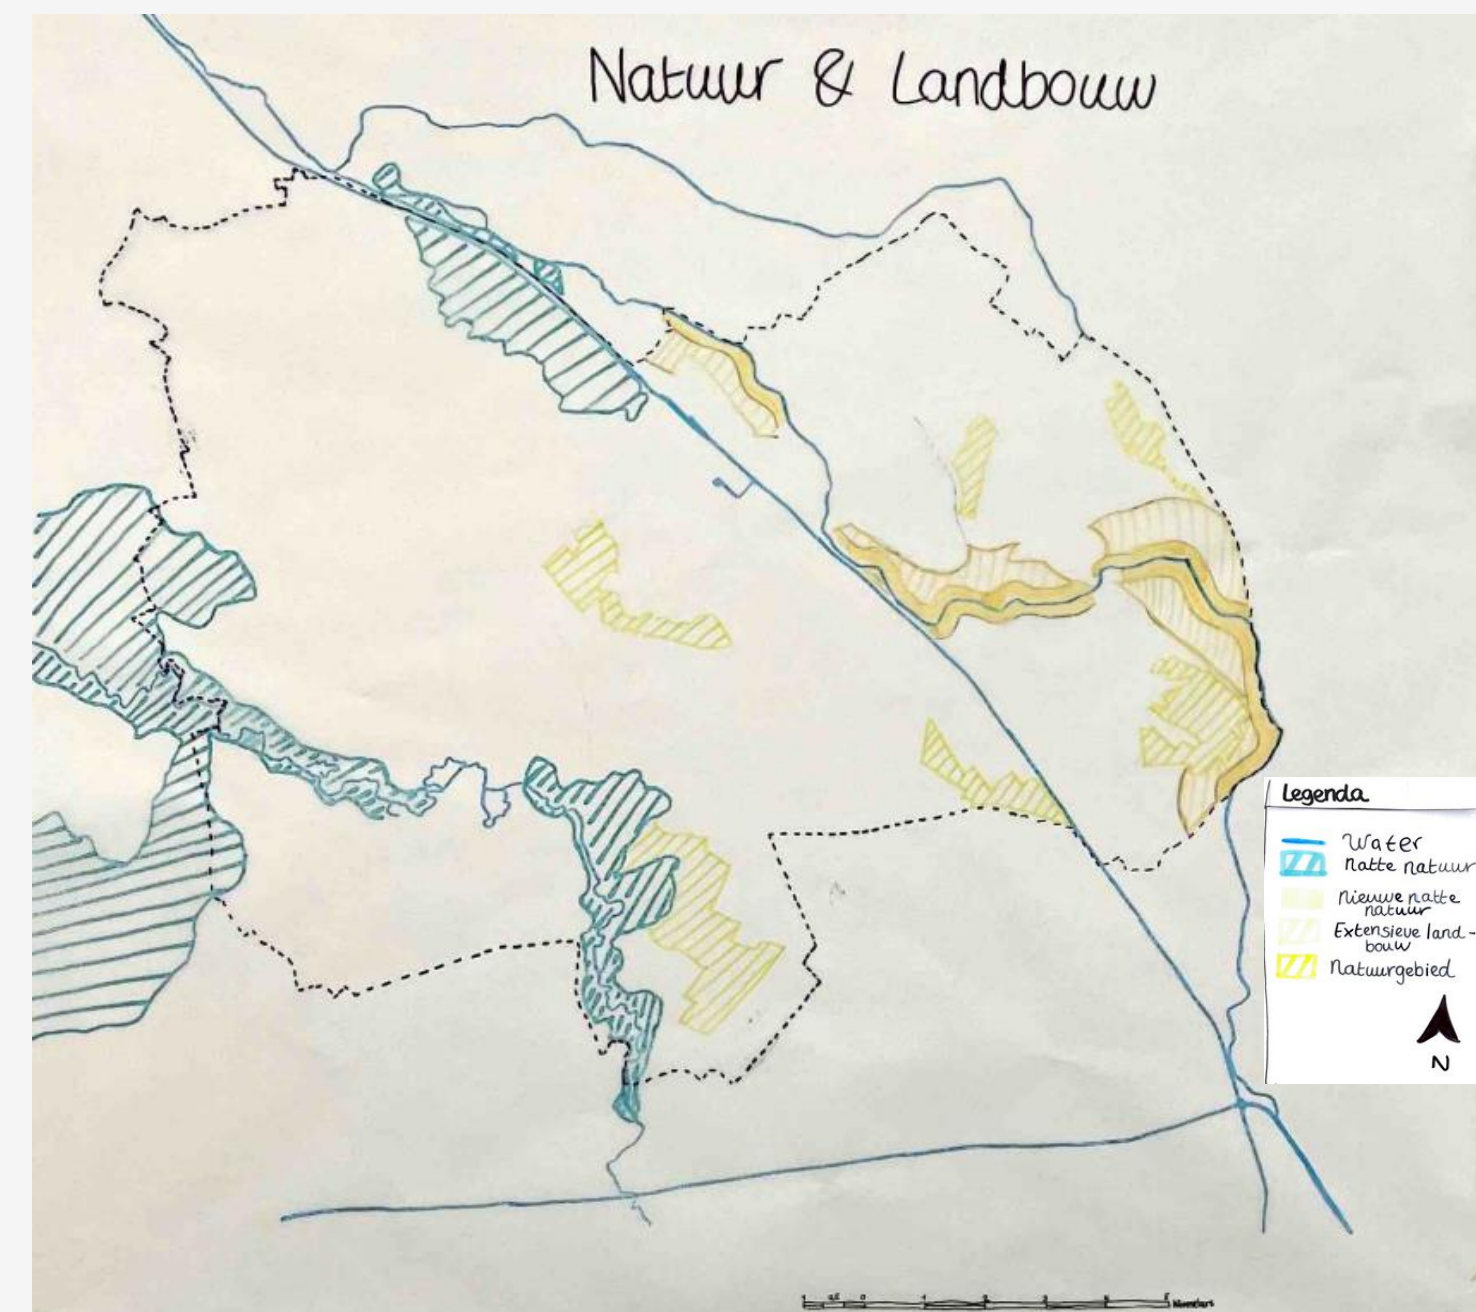 Natuur & Landbouw
Legenda
Water
natte natuur
nieuwe natte
natuur
Extensieve land-
bouw
natuurgebied
N